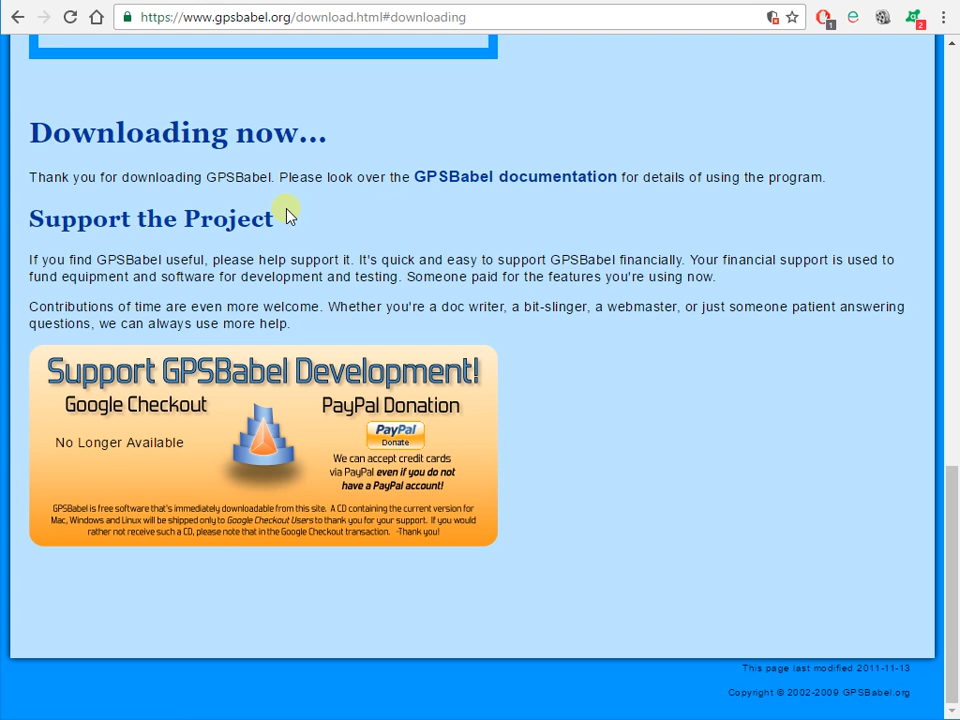 https://www.gpsbabel.org/download.html#downloading
1
2
Downloading now...
Thank you for downloading GPSBabel. Please look over the GPSBabel documentation for details of using the program.
Support the Project
If you find GPSBabel useful, please help support it. It's quick and easy to support GPSBabel financially. Your financial support is used to
fund equipment and software for development and testing. Someone paid for the features you're using now.
Contributions of time are even more welcome. Whether you're a doc writer, a bit-slinger, a webmaster, or just someone patient answering
questions, we can always use more help.
Support GPSBabel Development!
Google Checkout
No Longer Available
PayPal Donation
PayPal
Donate
We can accept credit cards
via PayPal even if you do not
have a PayPal account!
GPSBabel is free software that's immediately downloadable from this site. A CD containing the current version for
Mac, Windows and Linux will be shipped only to Google Checkout Users to thank you for your support. If you would
rather not receive such a CD, please note that in the Google Checkout transaction. -Thank you!
This page last modified 2011-11-13
Copyright © 2002-2009 GPSBabel.org